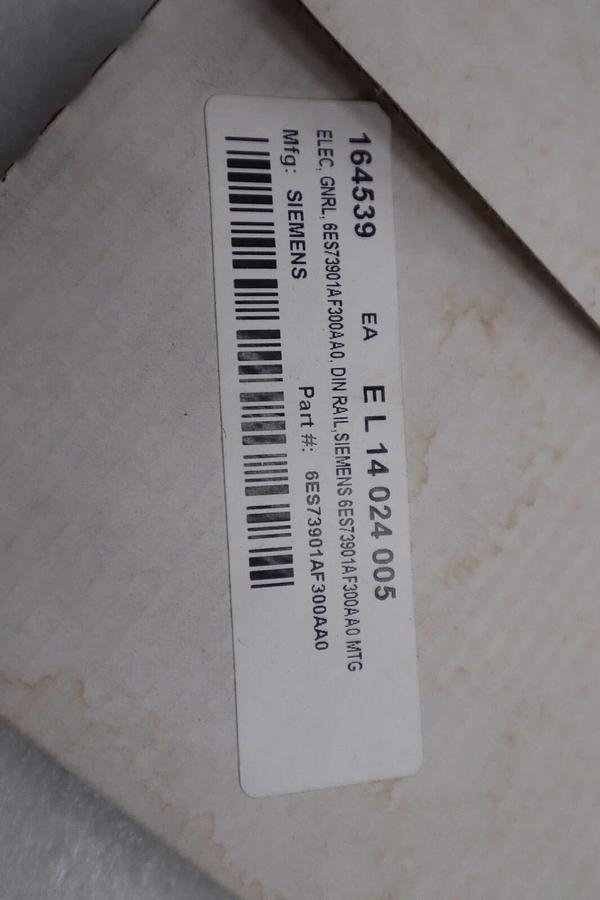 164539 EA E L 14 024 005
ELEC, GNRL, 6ES73901AF300AA0, DIN RAIL,SIEMENS 6ES73901AF300AA0 MTG
Mfg: SIEMENS Part #: 6ES73901AF300AA0